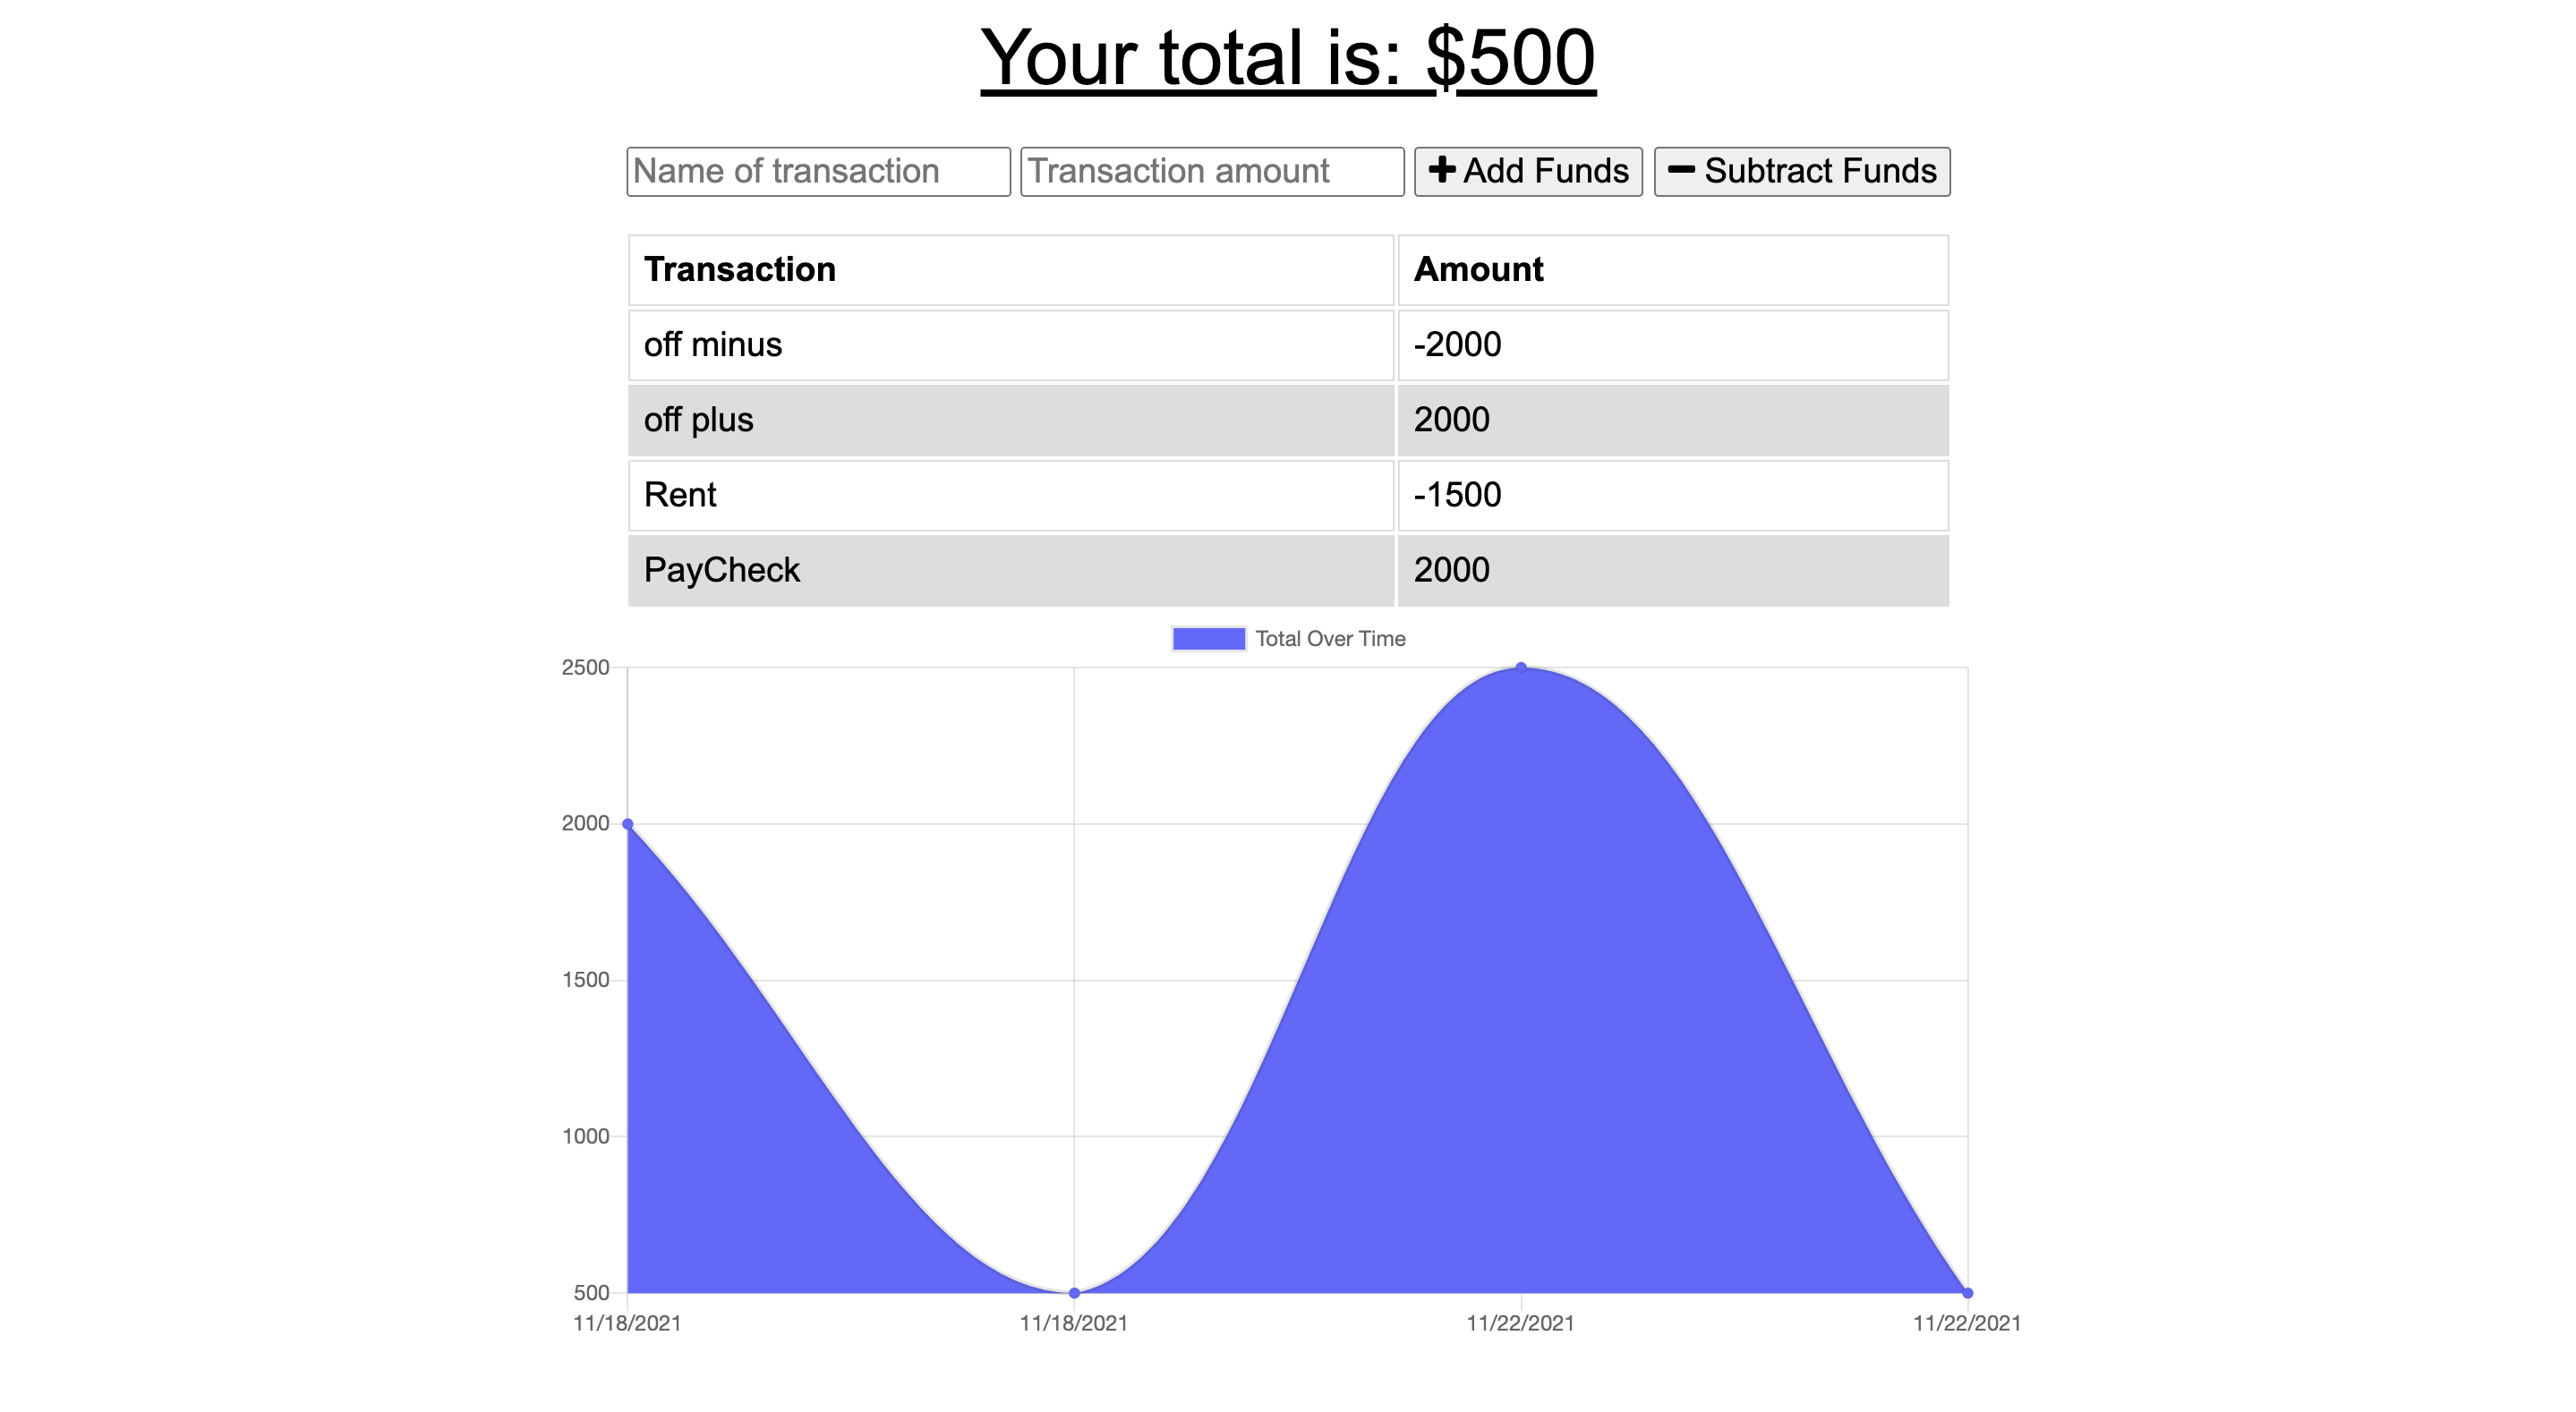 Your total is: $500
Name of transaction Transaction amount Add Funds Subtract Funds
Transaction Amount
off minus -2000
off plus 2000
Rent -1500
PayCheck 2000
Total Over Time
2500
2000
1500
1000
500
11/18/2021 11/18/2021 11/22/2021 11/22/2021